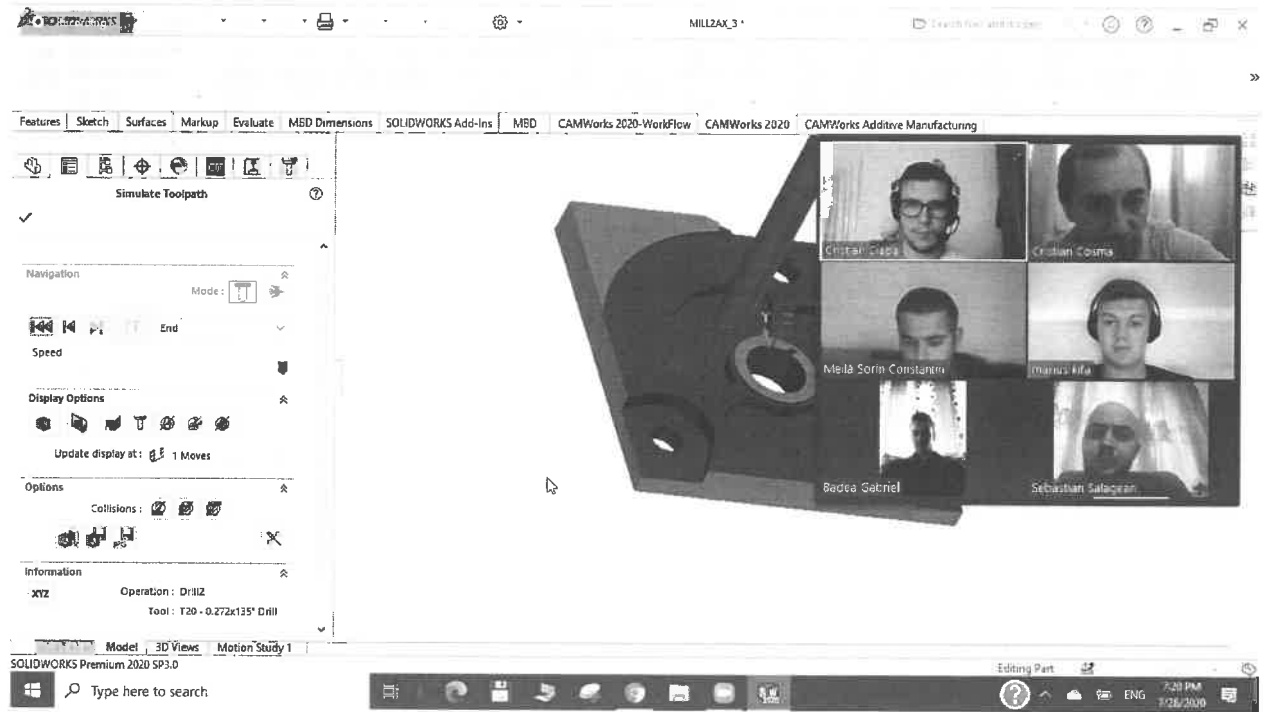 SOLIDWORKS
MILL2AX_3 *
Features Sketch Surfaces Markup Evaluate MBD Dimensions SOLIDWORKS Add-Ins MBD CAMWorks 2020-WorkFlow CAMWorks 2020 CAMWorks Additive Manufacturing
Simulate Toolpath
Navigation
Mode :
End
Speed
Display Options
Update display at : 1 Moves
Options
Collisions :
Information
XYZ
Operation : Drill2
Tool : T20 - 0.272x135° Drill
Cristian Cosma
Meilă Sorin Constantin
marius kifa
Badea Gabriel
Sebastian Salagean
Model 3D Views Motion Study 1
SOLIDWORKS Premium 2020 SP3.0
Editing Part
Type here to search
ENG
7:20 PM
7/28/2020